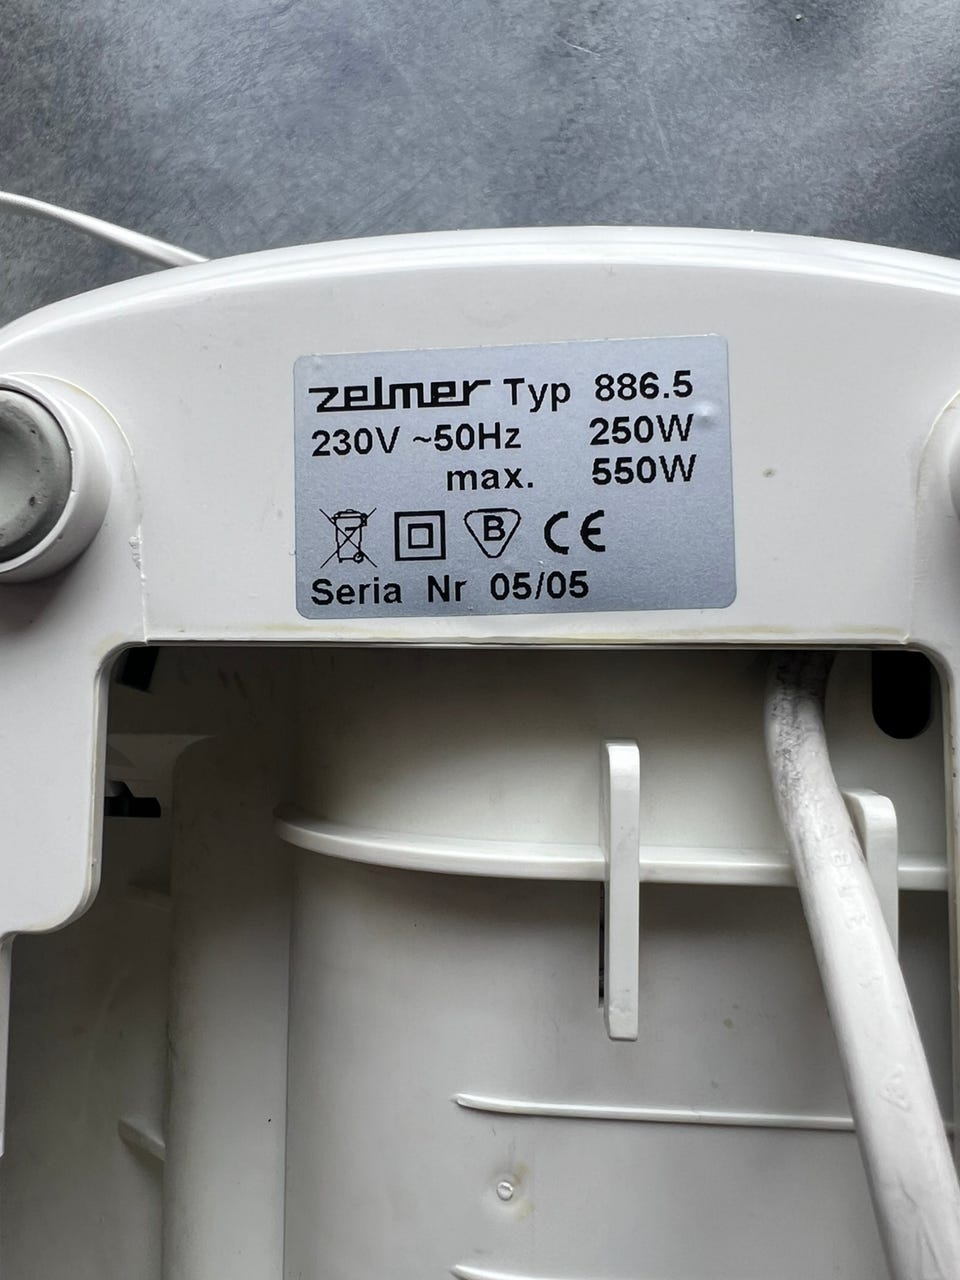 zelmer Typ 886.5
230V ~50Hz 250W
max. 550W
B CE
Seria Nr 05/05